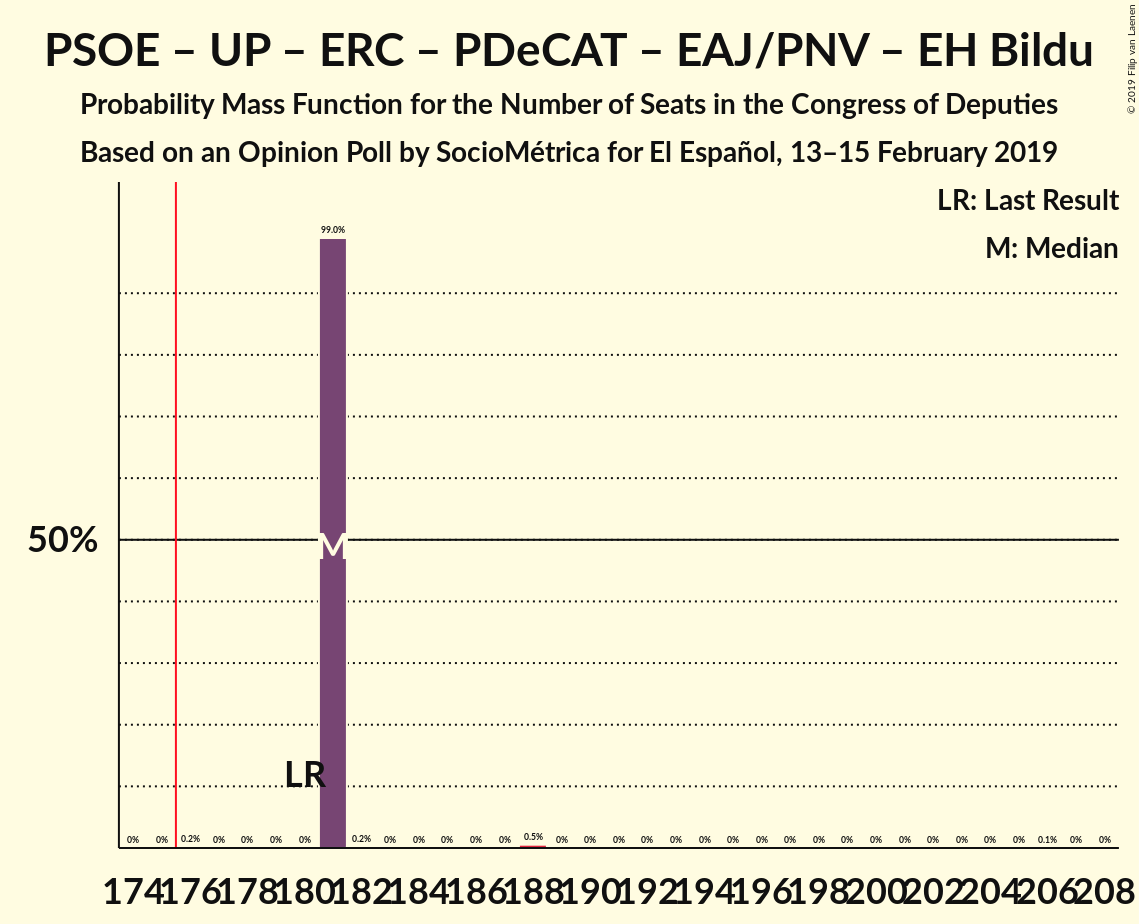 PSOE – UP – ERC – PDeCAT – EAJ/PNV – EH Bildu
Probability Mass Function for the Number of Seats in the Congress of Deputies
Based on an Opinion Poll by SocioMétrica for El Español, 13–15 February 2019
© 2019 Filip van Laenen
LR: Last Result
M: Median
99.0%
50%
M
LR
0% 0% 0.2% 0% 0% 0% 0% 0.2% 0% 0% 0% 0% 0% 0.5% 0% 0% 0% 0% 0% 0% 0% 0% 0% 0% 0% 0% 0% 0% 0% 0% 0% 0.1% 0% 0%
174 176 178 180 182 184 186 188 190 192 194 196 198 200 202 204 206 208